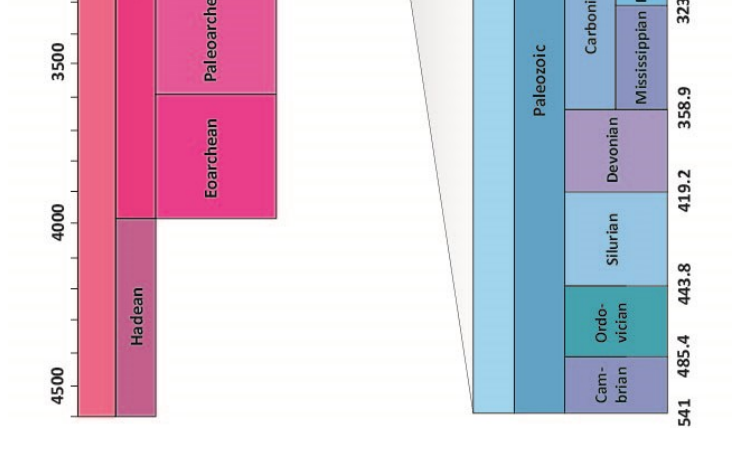 3500
4000
4500
Paleoarche
Eoarchean
Hadean
Paleozoic
Carboni
Mississippian
Devonian
Silurian
Ordo-
vician
Cam-
brian
323
358.9
419.2
443.8
485.4
541